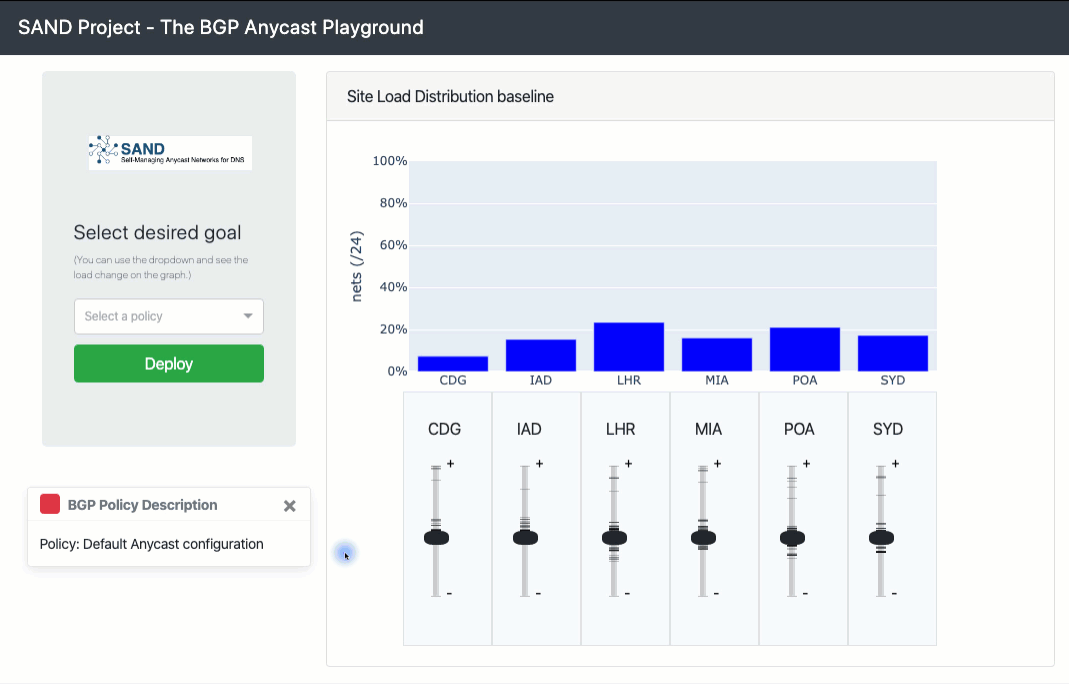 SAND Project - The BGP Anycast Playground
SAND
Self-Managing Anycast Networks for DNS
Select desired goal
(You can use the dropdown and see the
load change on the graph.)
Select a policy
Deploy
BGP Policy Description
Policy: Default Anycast configuration
Site Load Distribution baseline
nets (/24)
100%
80%
60%
40%
20%
0%
CDG IAD LHR MIA POA SYD
CDG IAD LHR MIA POA SYD
+ + + + + +
- - - - - -